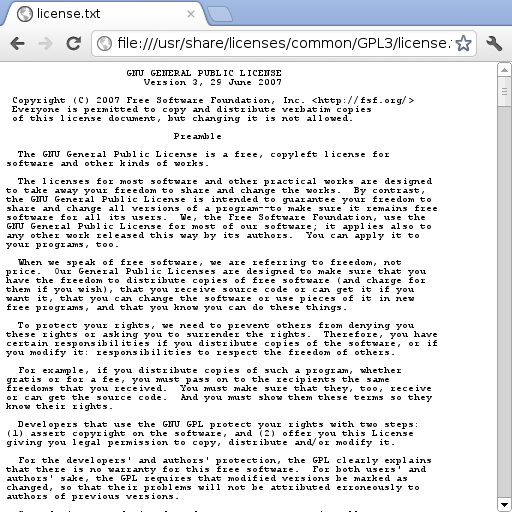 license.txt
file:///usr/share/licenses/common/GPL3/license.
GNU GENERAL PUBLIC LICENSE
Version 3, 29 June 2007
Copyright (C) 2007 Free Software Foundation, Inc. <http://fsf.org/>
Everyone is permitted to copy and distribute verbatim copies
of this license document, but changing it is not allowed.
Preamble
The GNU General Public License is a free, copyleft license for
software and other kinds of works.
The licenses for most software and other practical works are designed
to take away your freedom to share and change the works.  By contrast,
the GNU General Public License is intended to guarantee your freedom to
share and change all versions of a program--to make sure it remains free
software for all its users.  We, the Free Software Foundation, use the
GNU General Public License for most of our software; it applies also to
any other work released this way by its authors.  You can apply it to
your programs, too.
When we speak of free software, we are referring to freedom, not
price.  Our General Public Licenses are designed to make sure that you
have the freedom to distribute copies of free software (and charge for
them if you wish), that you receive source code or can get it if you
want it, that you can change the software or use pieces of it in new
free programs, and that you know you can do these things.
To protect your rights, we need to prevent others from denying you
these rights or asking you to surrender the rights.  Therefore, you have
certain responsibilities if you distribute copies of the software, or if
you modify it: responsibilities to respect the freedom of others.
For example, if you distribute copies of such a program, whether
gratis or for a fee, you must pass on to the recipients the same
freedoms that you received.  You must make sure that they, too, receive
or can get the source code.  And you must show them these terms so they
know their rights.
Developers that use the GNU GPL protect your rights with two steps:
(1) assert copyright on the software, and (2) offer you this License
giving you legal permission to copy, distribute and/or modify it.
For the developers' and authors' protection, the GPL clearly explains
that there is no warranty for this free software.  For both users' and
authors' sake, the GPL requires that modified versions be marked as
changed, so that their problems will not be attributed erroneously to
authors of previous versions.